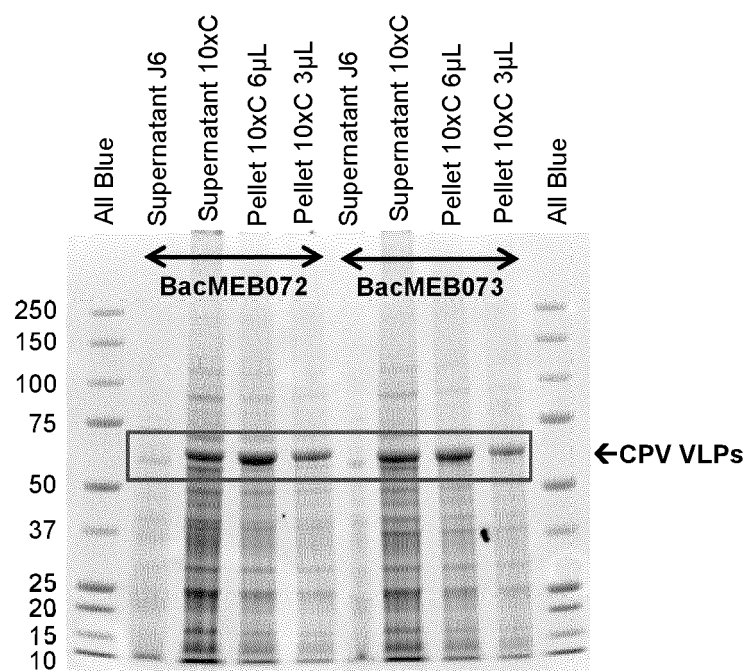 All Blue
Supernatant J6
Supernatant 10xC
Pellet 10xC 6µL
Pellet 10xC 3µL
Supernatant J6
Supernatant 10xC
Pellet 10xC 6µL
Pellet 10xC 3µL
All Blue
BacMEB072
BacMEB073
250
150
100
75
←CPV VLPs
50
37
25
20
15
10